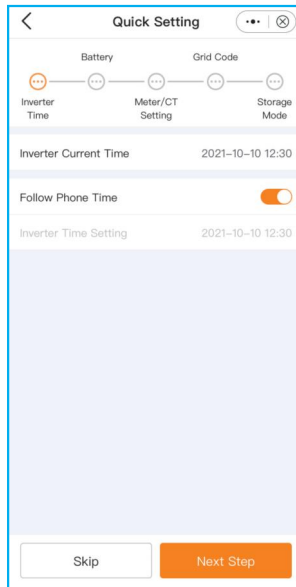 Quick Setting
Battery
Grid Code
Inverter
Time
Meter/CT
Setting
Storage
Mode
Inverter Current Time 2021-10-10 12:30
Follow Phone Time
Inverter Time Setting 2021-10-10 12:30
Skip
Next Step